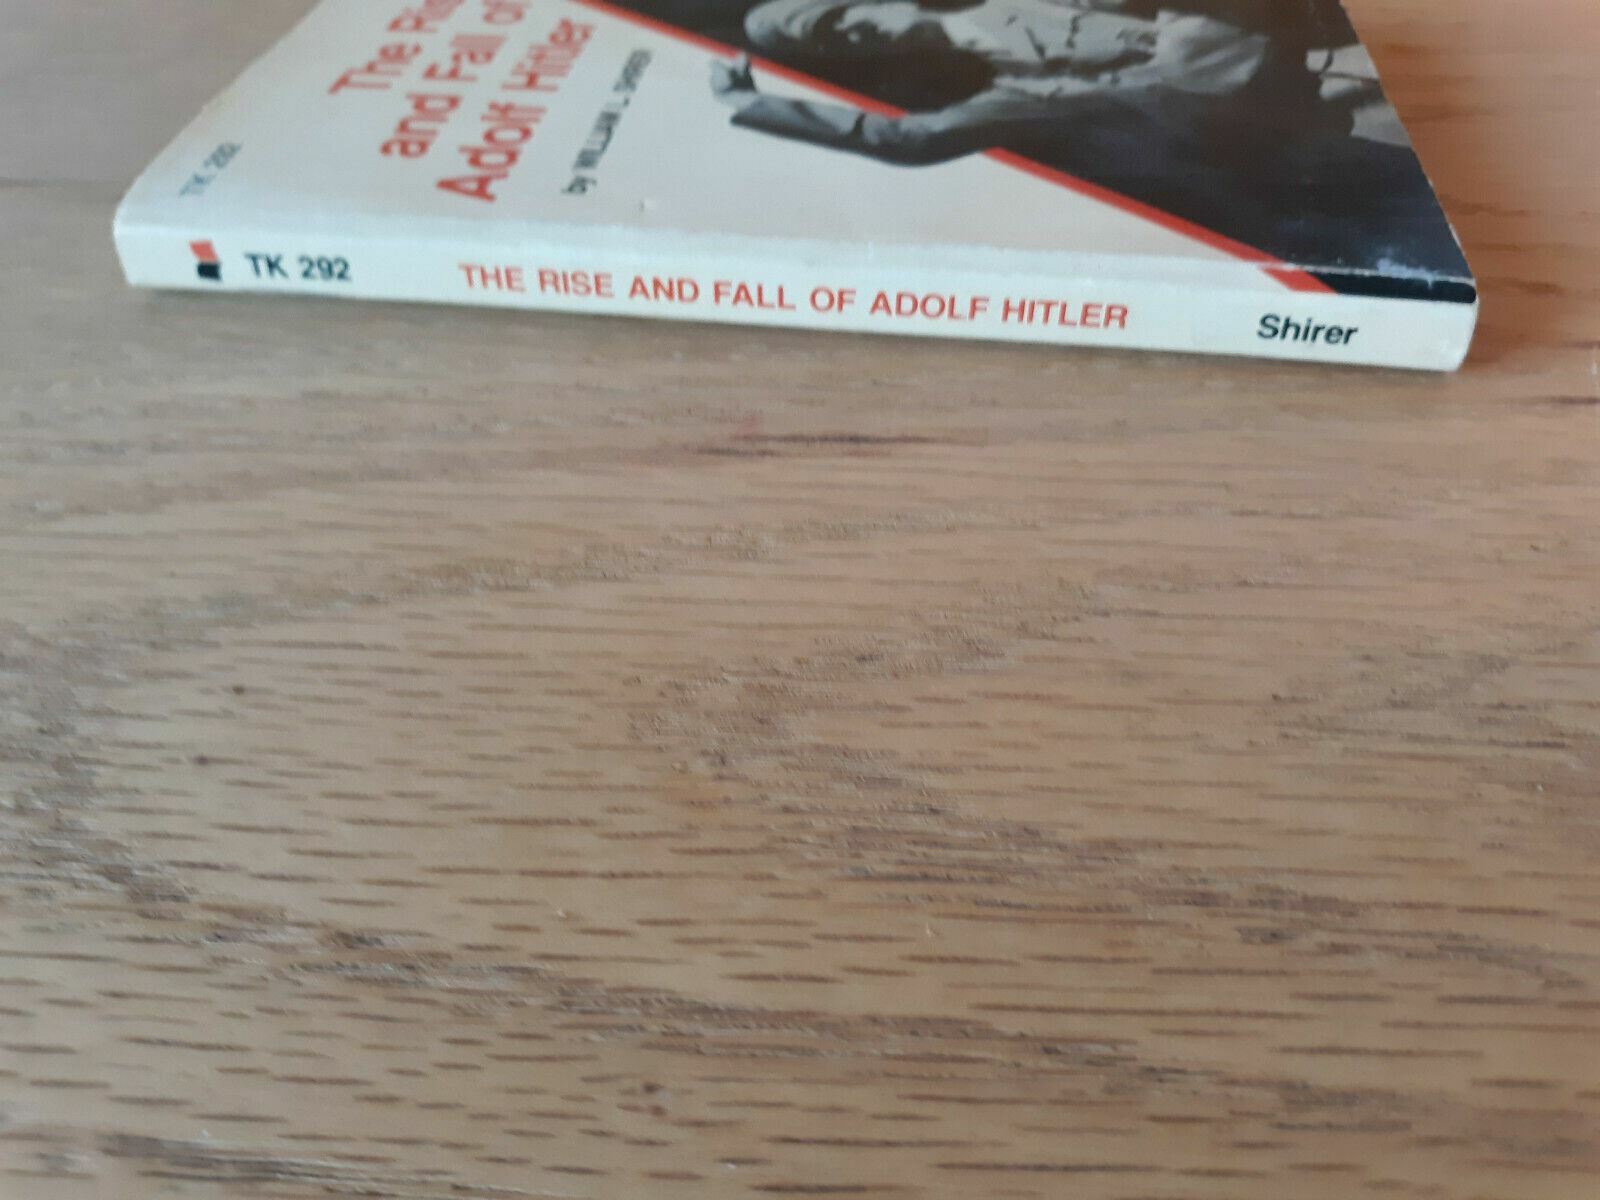 The Ris
and Fall of
Adolf Hitler
by WILLIAM L. SHIRER
TK 292
TK 292
THE RISE AND FALL OF ADOLF HITLER
Shirer